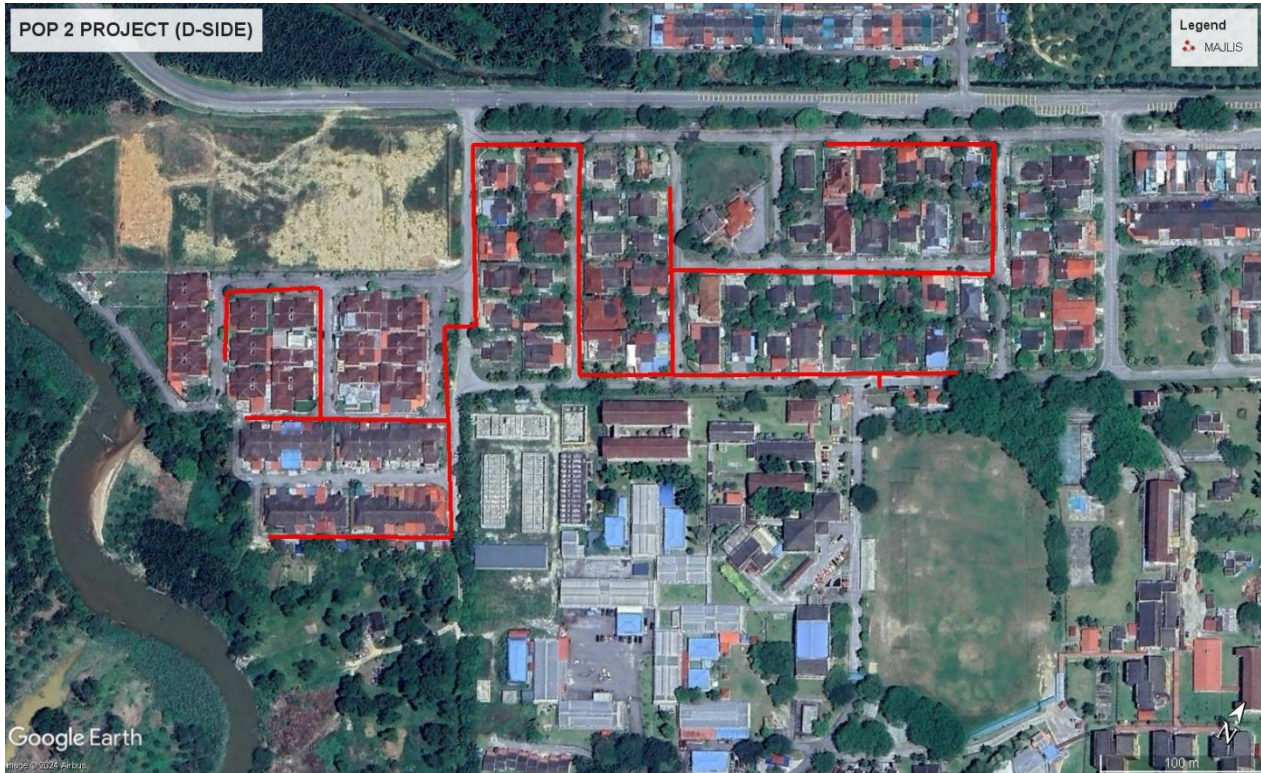 POP 2 PROJECT (D-SIDE)
Legend
MAJLIS
Google Earth
Image © 2024 Airbus
N
100 m